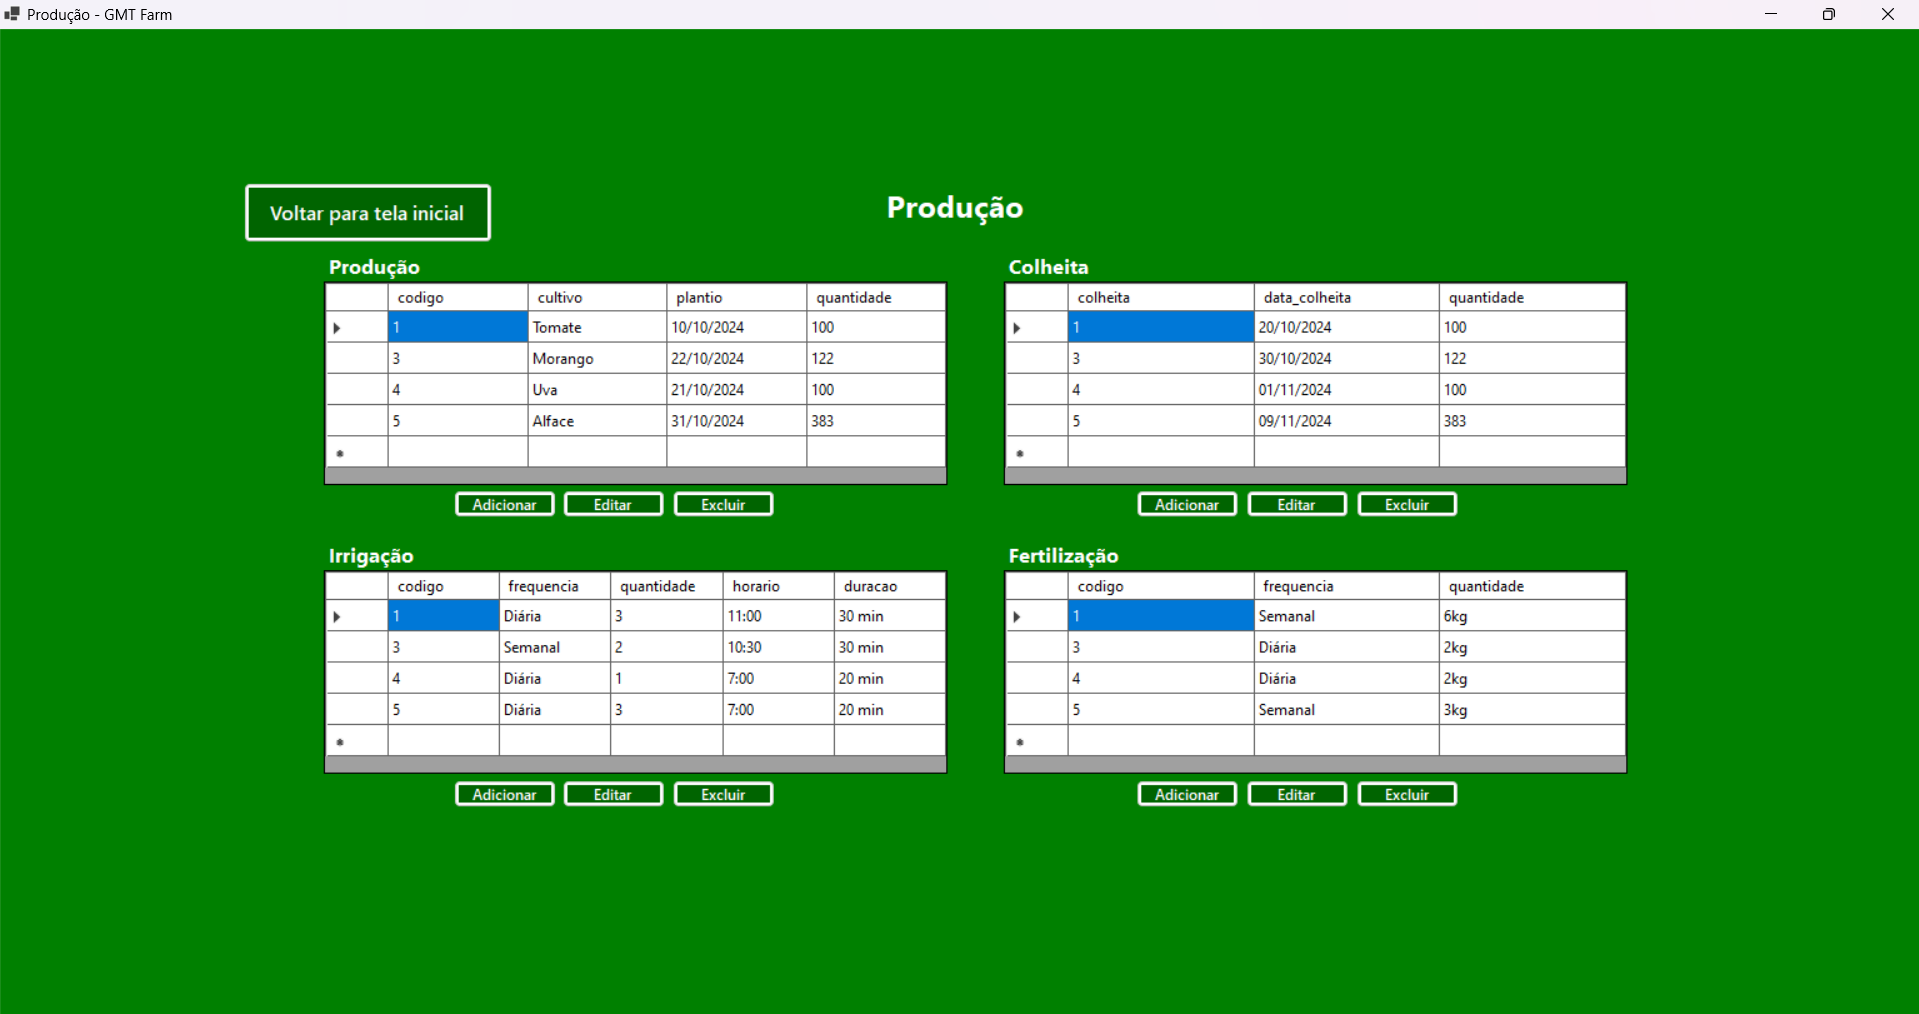 Produção - GMT Farm
Voltar para tela inicial
Produção
Produção
codigo cultivo plantio quantidade
1 Tomate 10/10/2024 100
3 Morango 22/10/2024 122
4 Uva 21/10/2024 100
5 Alface 31/10/2024 383
Adicionar Editar Excluir
Colheita
colheita data_colheita quantidade
1 20/10/2024 100
3 30/10/2024 122
4 01/11/2024 100
5 09/11/2024 383
Adicionar Editar Excluir
Irrigação
codigo frequencia quantidade horario duracao
1 Diária 3 11:00 30 min
3 Semanal 2 10:30 30 min
4 Diária 1 7:00 20 min
5 Diária 3 7:00 20 min
Adicionar Editar Excluir
Fertilização
codigo frequencia quantidade
1 Semanal 6kg
3 Diária 2kg
4 Diária 2kg
5 Semanal 3kg
Adicionar Editar Excluir